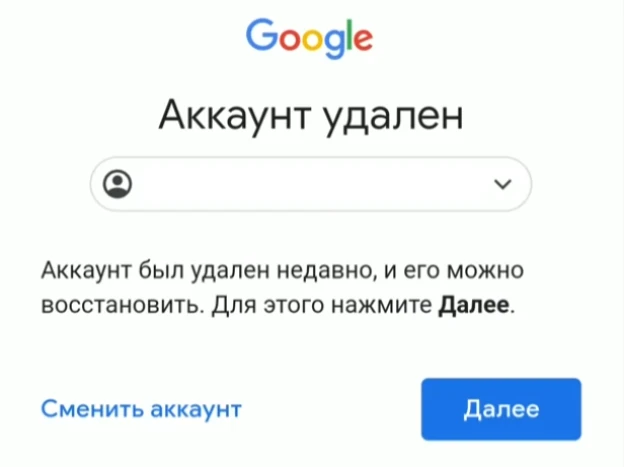 Google
Аккаунт удален
Аккаунт был удален недавно, и его можно
восстановить. Для этого нажмите Далее.
Сменить аккаунт
Далее